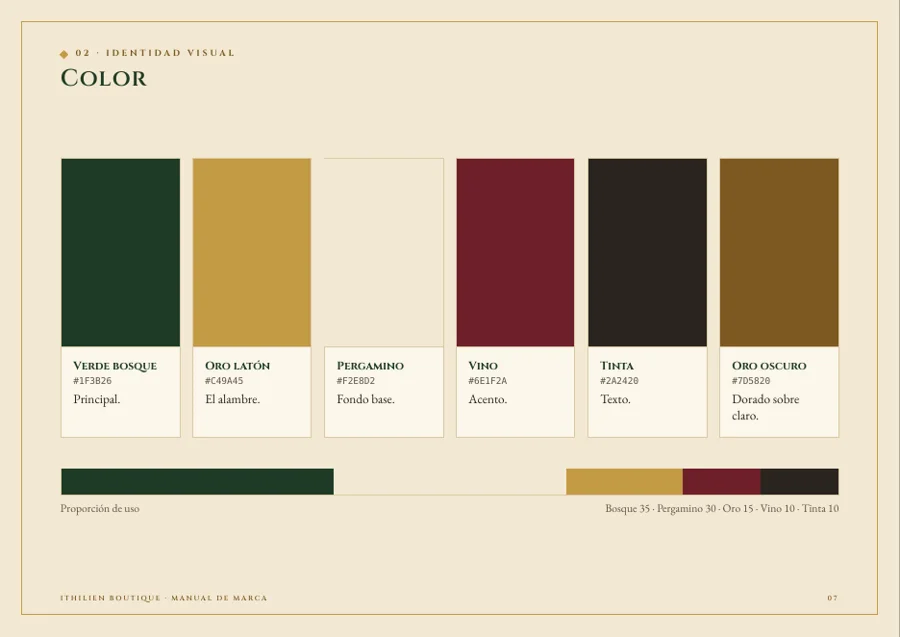 02 · IDENTIDAD VISUAL
COLOR
VERDE BOSQUE
#1F3B26
Principal.
ORO LATÓN
#C49A45
El alambre.
PERGAMINO
#F2E8D2
Fondo base.
VINO
#6E1F2A
Acento.
TINTA
#2A2420
Texto.
ORO OSCURO
#7D5820
Dorado sobre
claro.
Proporción de uso
Bosque 35 · Pergamino 30 · Oro 15 · Vino 10 · Tinta 10
ITHILIEN BOUTIQUE · MANUAL DE MARCA
07